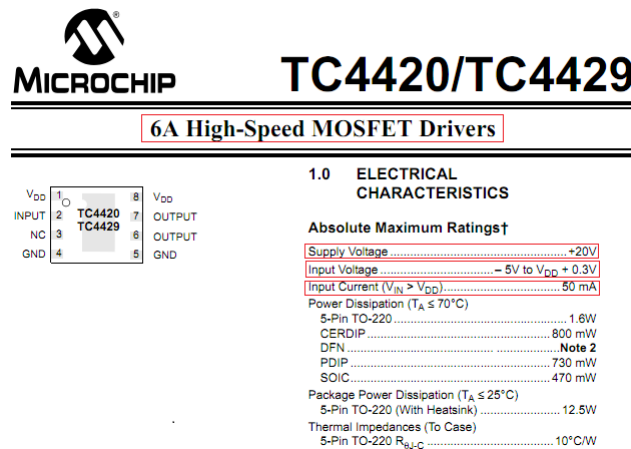 MICROCHIP
TC4420/TC4429
6A High-Speed MOSFET Drivers
VDD 1 8 VDD
INPUT 2 TC4420 7 OUTPUT
TC4429
NC 3 6 OUTPUT
GND 4 5 GND
1.0 ELECTRICAL
CHARACTERISTICS
Absolute Maximum Ratings†
Supply Voltage ..................................................... +20V
Input Voltage .............................. – 5V to VDD + 0.3V
Input Current (VIN > VDD)................................... 50 mA
Power Dissipation (TA ≤ 70°C)
5-Pin TO-220 .................................................... 1.6W
CERDIP .......................................................... 800 mW
DFN ............................................................... Note 2
PDIP .............................................................. 730 mW
SOIC .............................................................. 470 mW
Package Power Dissipation (TA ≤ 25°C)
5-Pin TO-220 (With Heatsink) ........................ 12.5W
Thermal Impedances (To Case)
5-Pin TO-220 RθJ-C ...................................... 10°C/W